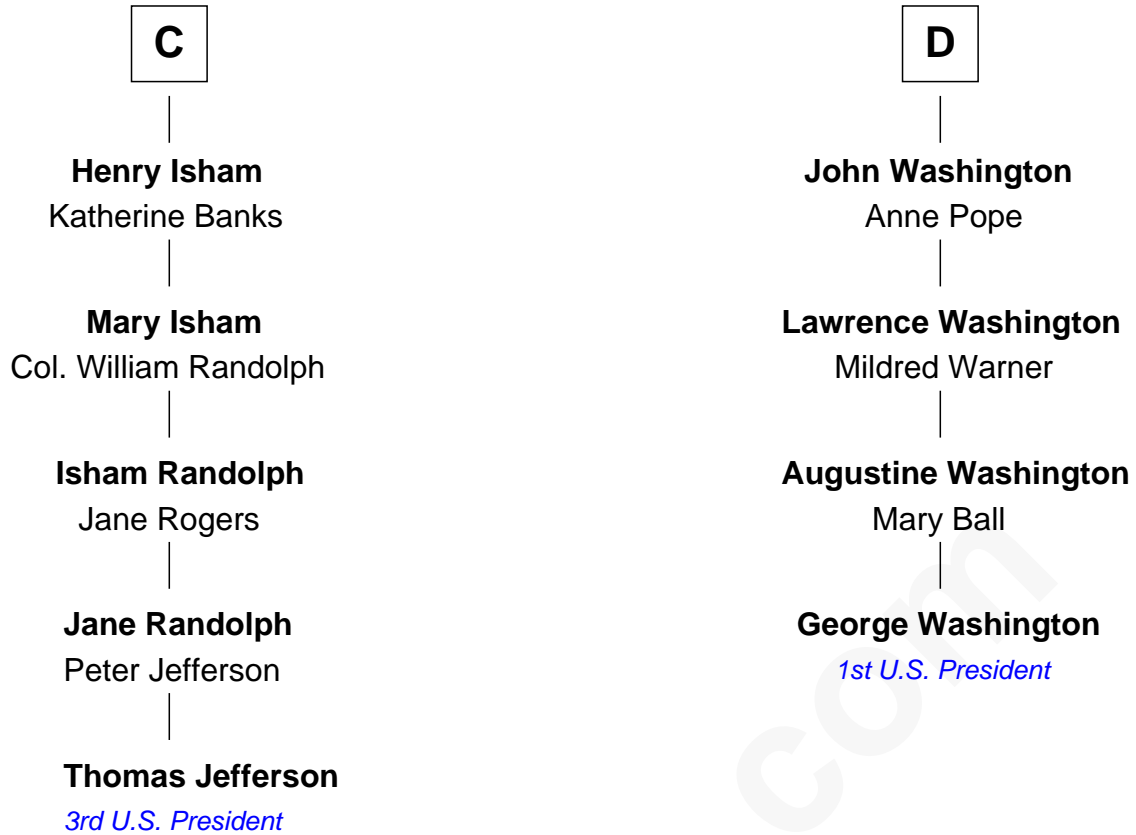 C
Henry Isham
Katherine Banks
Mary Isham
Col. William Randolph
Isham Randolph
Jane Rogers
Jane Randolph
Peter Jefferson
Thomas Jefferson
3rd U.S. President
D
John Washington
Anne Pope
Lawrence Washington
Mildred Warner
Augustine Washington
Mary Ball
George Washington
1st U.S. President
com